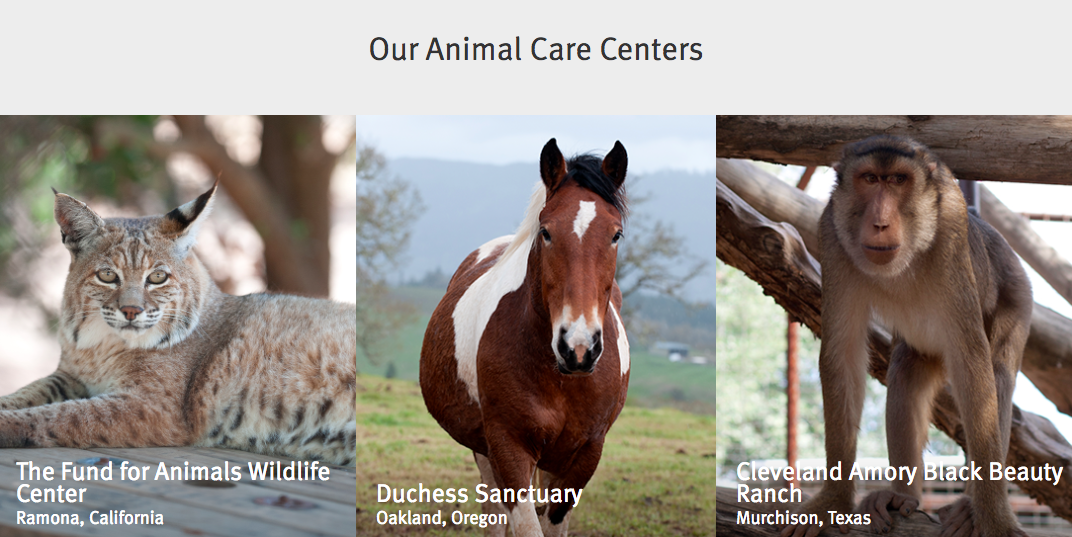 Our Animal Care Centers
The Fund for Animals Wildlife
Center
Ramona, California
Duchess Sanctuary
Oakland, Oregon
Cleveland Amory Black Beauty
Ranch
Murchison, Texas